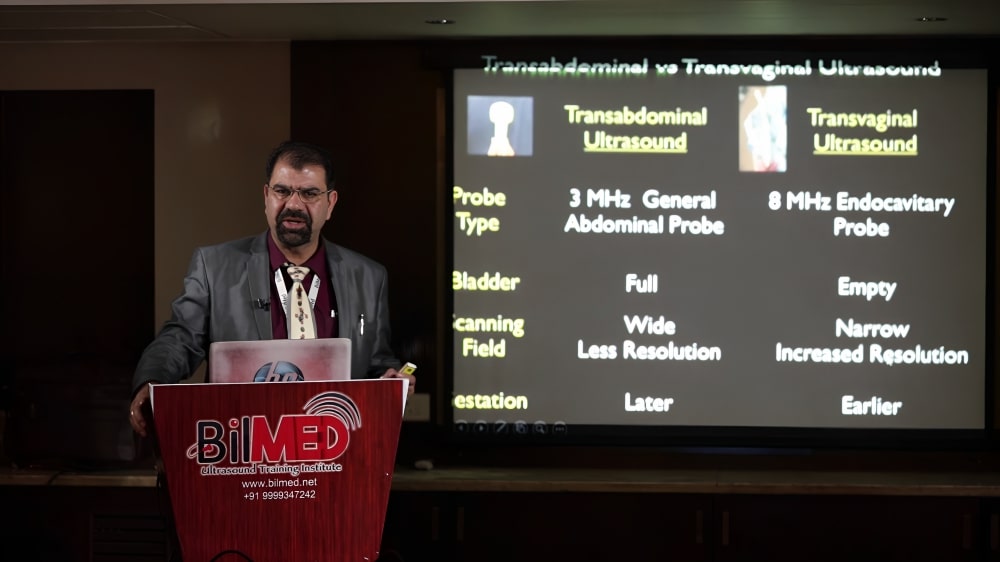 Transabdominal vs Transvaginal Ultrasound
Transabdominal
Ultrasound
Transvaginal
Ultrasound
Probe
Type
3 MHz General
Abdominal Probe
8 MHz Endocavitary
Probe
Bladder
Full
Empty
Scanning
Field
Wide
Less Resolution
Narrow
Increased Resolution
estation
Later
Earlier
hp
BilMED
Ultrasound Training Institute
www.bilmed.net
+91 9999347242